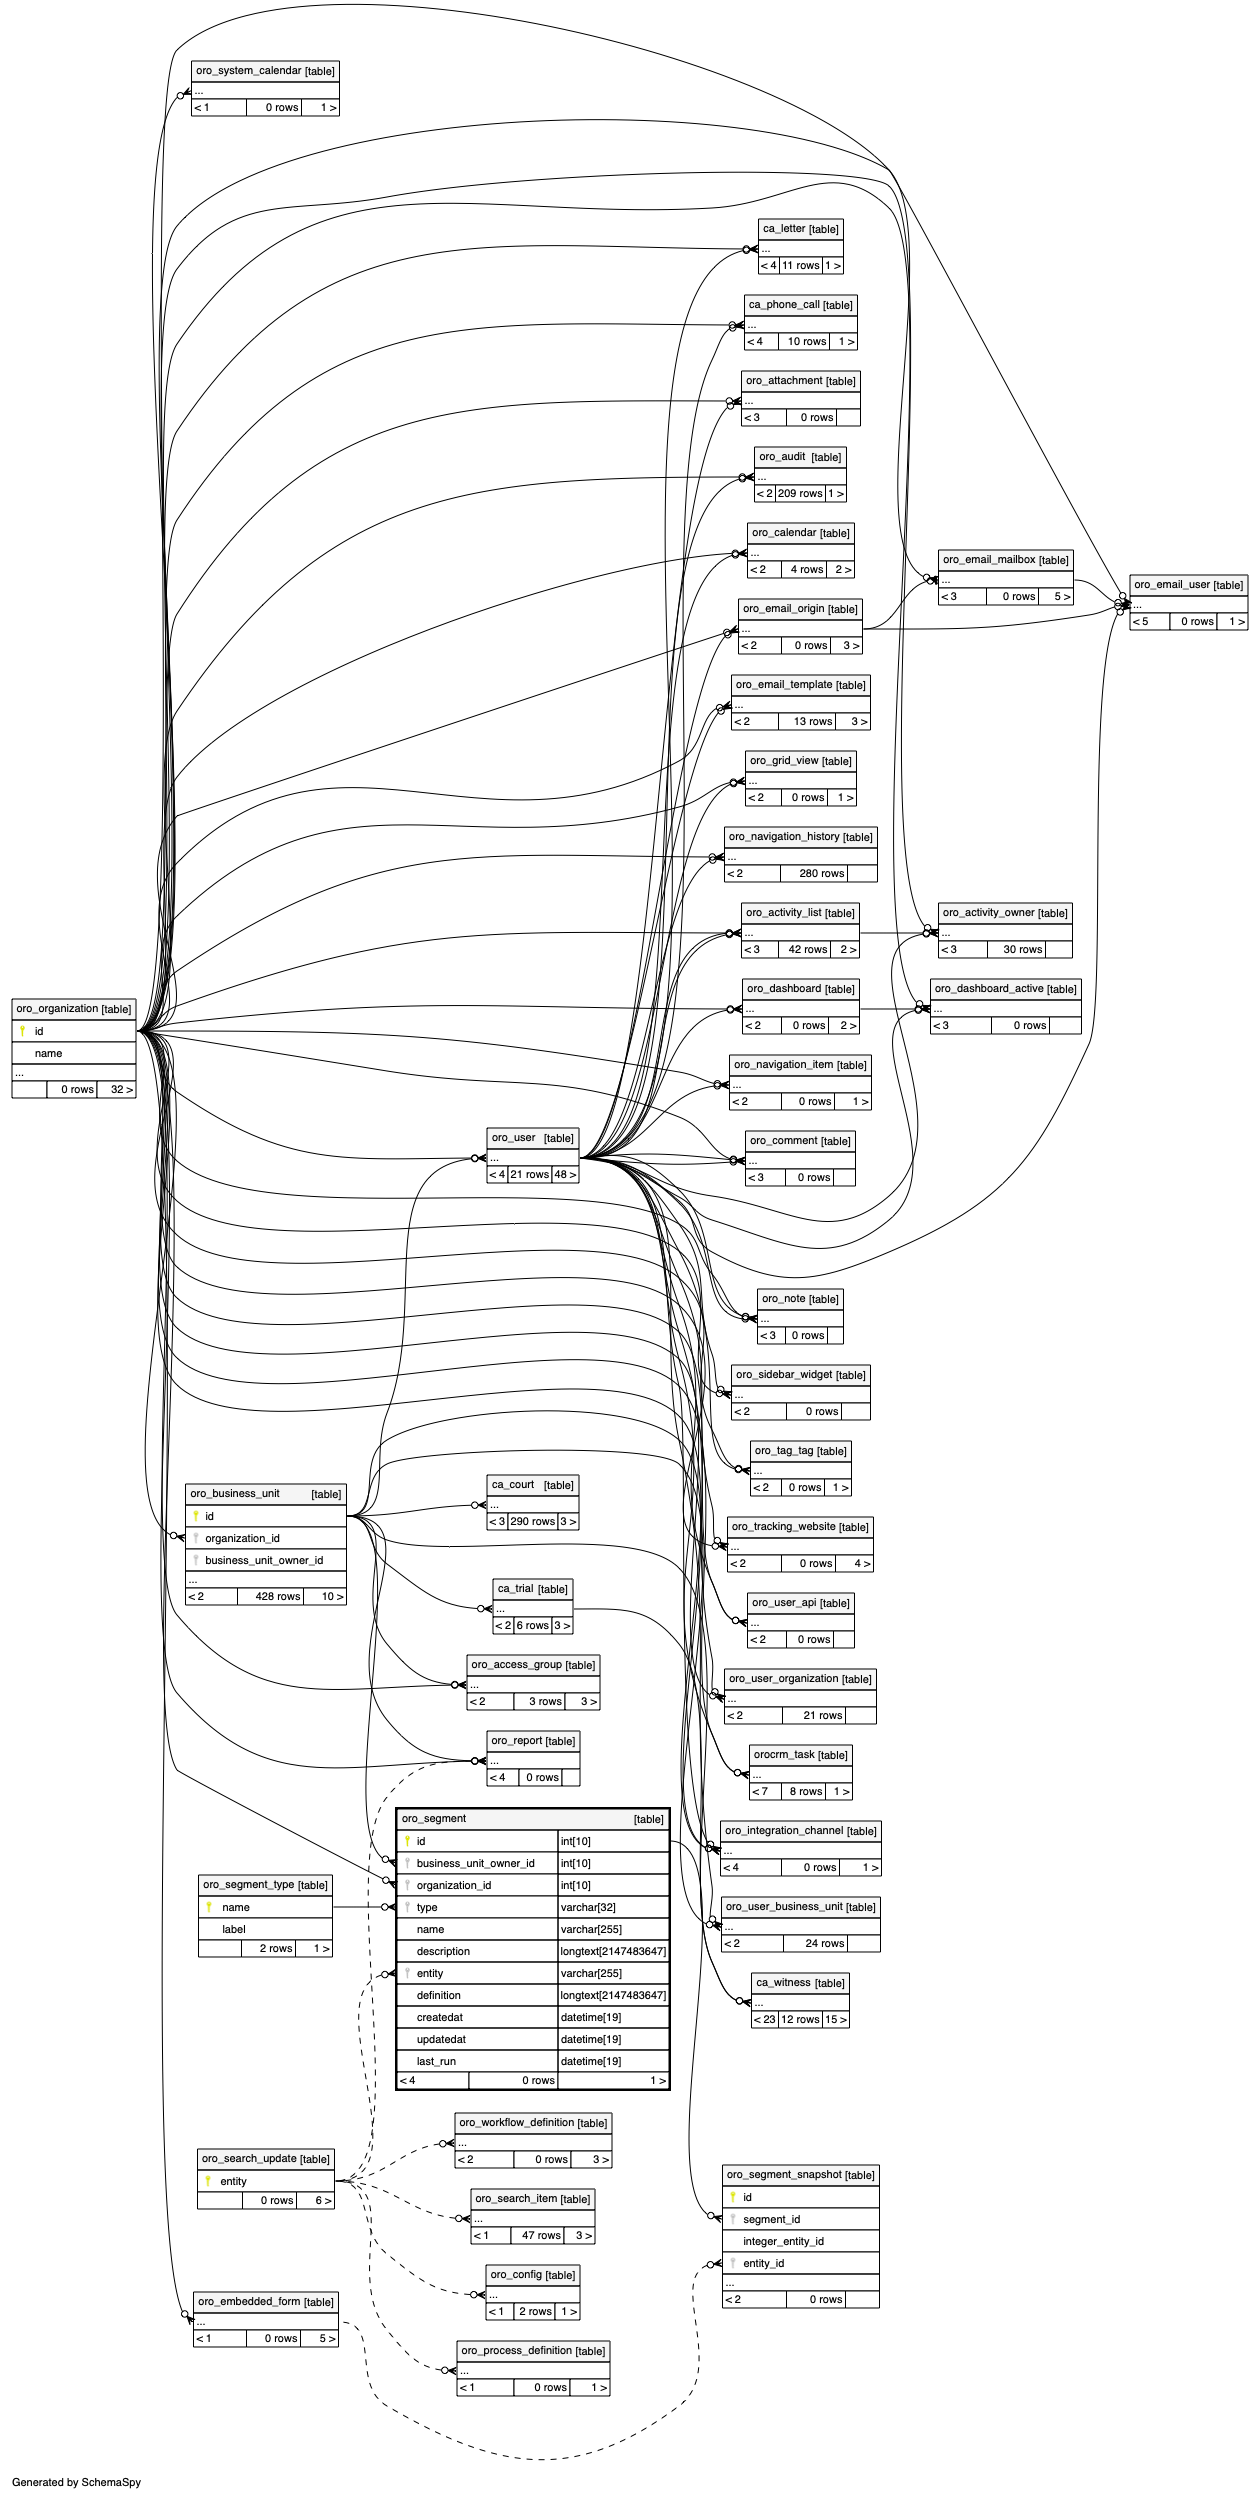 oro_system_calendar [table]
...
< 1 0 rows 1 >
ca_letter [table]
...
< 4 11 rows 1 >
ca_phone_call [table]
...
< 4 10 rows 1 >
oro_attachment [table]
...
< 3 0 rows
oro_audit [table]
...
< 2 209 rows 1 >
oro_calendar [table]
...
< 2 4 rows 2 >
oro_email_mailbox [table]
...
< 3 0 rows 5 >
oro_email_user [table]
...
< 5 0 rows 1 >
oro_email_origin [table]
...
< 2 0 rows 3 >
oro_email_template [table]
...
< 2 13 rows 3 >
oro_grid_view [table]
...
< 2 0 rows 1 >
oro_navigation_history [table]
...
< 2 280 rows
oro_activity_list [table]
...
< 3 42 rows 2 >
oro_activity_owner [table]
...
< 3 30 rows
oro_dashboard [table]
...
< 2 0 rows 2 >
oro_dashboard_active [table]
...
< 3 0 rows
oro_organization [table]
id
name
...
0 rows 32 >
oro_navigation_item [table]
...
< 2 0 rows 1 >
oro_user [table]
...
< 4 21 rows 48 >
oro_comment [table]
...
< 3 0 rows
oro_note [table]
...
< 3 0 rows
oro_sidebar_widget [table]
...
< 2 0 rows
oro_tag_tag [table]
...
< 2 0 rows 1 >
oro_business_unit [table]
id
organization_id
business_unit_owner_id
...
< 2 428 rows 10 >
ca_court [table]
...
< 3 290 rows 3 >
oro_tracking_website [table]
...
< 2 0 rows 4 >
ca_trial [table]
...
< 2 6 rows 3 >
oro_user_api [table]
...
< 2 0 rows
oro_access_group [table]
...
< 2 3 rows 3 >
oro_user_organization [table]
...
< 2 21 rows
oro_report [table]
...
< 4 0 rows
orocrm_task [table]
...
< 7 8 rows 1 >
oro_segment [table]
id int[10]
business_unit_owner_id int[10]
organization_id int[10]
type varchar[32]
name varchar[255]
description longtext[2147483647]
entity varchar[255]
definition longtext[2147483647]
createdat datetime[19]
updatedat datetime[19]
last_run datetime[19]
< 4 0 rows 1 >
oro_integration_channel [table]
...
< 4 0 rows 1 >
oro_segment_type [table]
name
label
2 rows 1 >
oro_user_business_unit [table]
...
< 2 24 rows
ca_witness [table]
...
< 23 12 rows 15 >
oro_workflow_definition [table]
...
< 2 0 rows 3 >
oro_search_update [table]
entity
0 rows 6 >
oro_search_item [table]
...
< 1 47 rows 3 >
oro_segment_snapshot [table]
id
segment_id
integer_entity_id
entity_id
...
< 2 0 rows
oro_config [table]
...
< 1 2 rows 1 >
oro_embedded_form [table]
...
< 1 0 rows 5 >
oro_process_definition [table]
...
< 1 0 rows 1 >
Generated by SchemaSpy